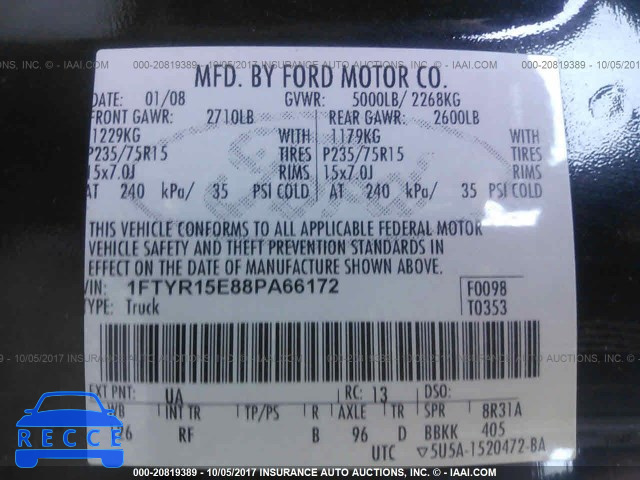 000-20819389 - 10/05/2017 INSURANCE AUTO AUCTIONS, INC. - IAAI.COM
MFD. BY FORD MOTOR CO.
DATE: 01/08 GVWR: 5000LB/ 2268KG
FRONT GAWR: 2710LB REAR GAWR: 2600LB
1229KG WITH 1179KG WITH
P235/75R15 TIRES P235/75R15 TIRES
15x7.0J RIMS 15x7.0J RIMS
AT 240 kPa/ 35 PSI COLD AT 240 kPa/ 35 PSI COLD
THIS VEHICLE CONFORMS TO ALL APPLICABLE FEDERAL MOTOR
VEHICLE SAFETY AND THEFT PREVENTION STANDARDS IN
EFFECT ON THE DATE OF MANUFACTURE SHOWN ABOVE.
VIN: 1FTYR15E88PA66172 F0098
TYPE: Truck T0353
EXT PNT: UA RC: 13 DSO:
WB INT TR TP/PS R AXLE TR SPR 8R31A
26 RF B 96 D BBKK 405
UTC ▽5U5A-1520472-BA
RECCE
000-20819389 - 10/05/2017 INSURANCE AUTO AUCTIONS, INC. - IAAI.COM